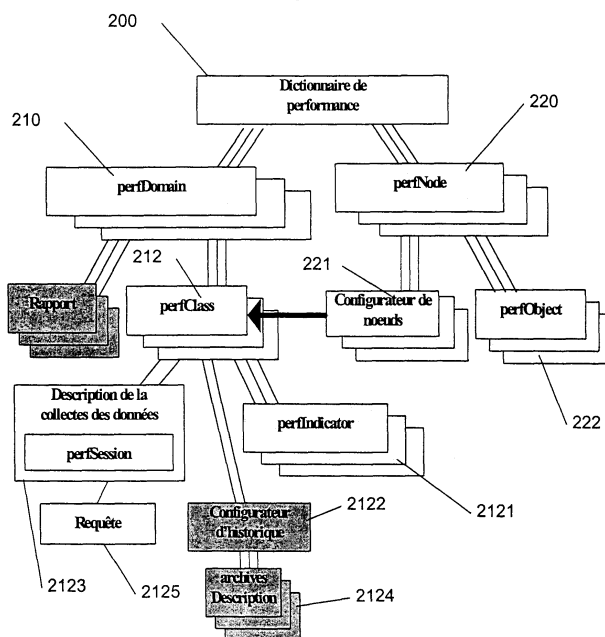 200
Dictionnaire de
performance
210
220
perfDomain
perfNode
212
221
Rapport
perfClass
Configurateur de
noeuds
perfObject
Description de la
collectes des données
perfSession
perfIndicator
222
Configurateur
d'historique
2122
2121
Requête
archives
Description
2123
2125
2124